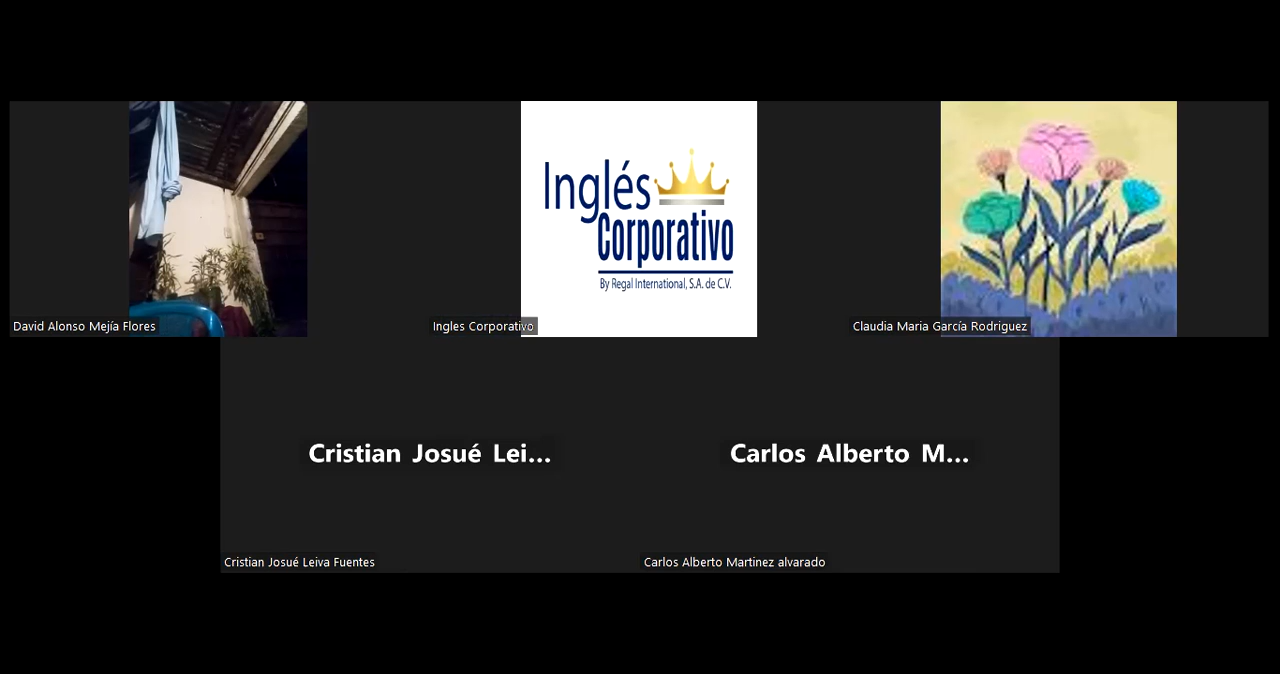 Inglés
Corporativo
By Regal International, S.A. de C.V.
David Alonso Mejía Flores
Ingles Corporativo
Claudia Maria García Rodriguez
Cristian Josué Lei...
Carlos Alberto M...
Cristian Josué Leiva Fuentes
Carlos Alberto Martinez alvarado